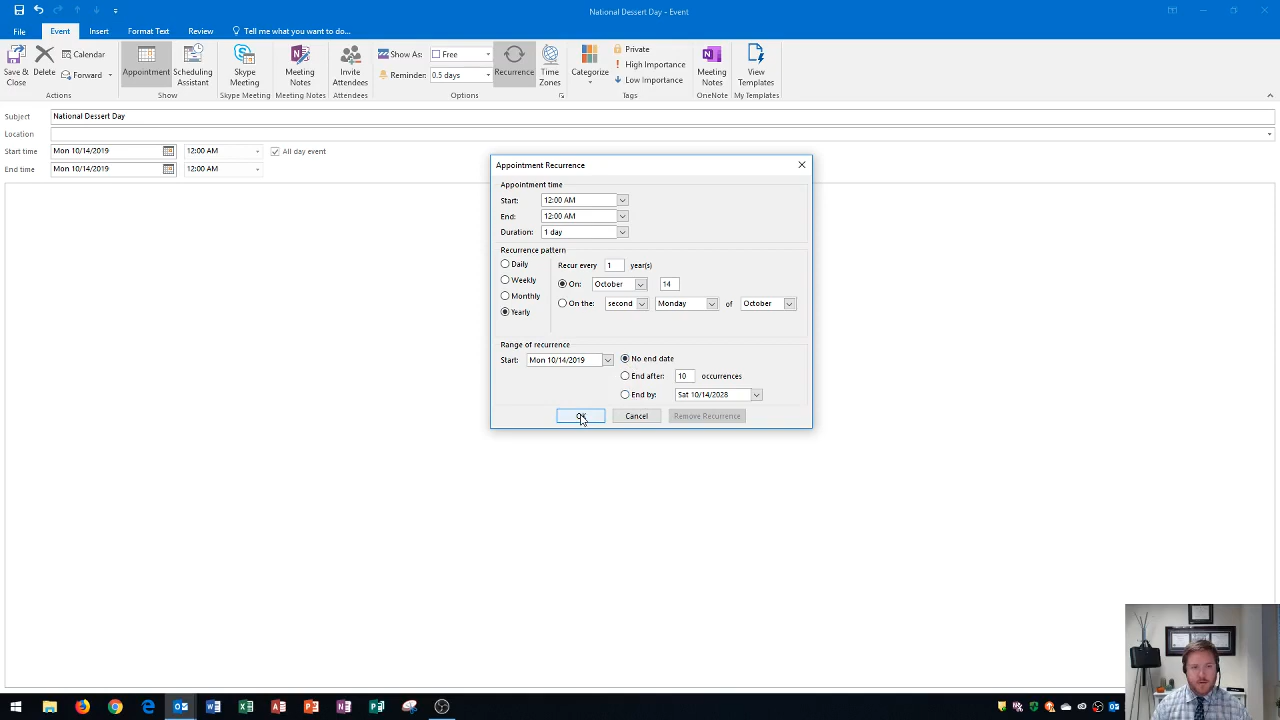 National Dessert Day - Event
File Event Insert Format Text Review Tell me what you want to do...
Save & Close
Delete
Calendar
Forward
Appointment
Scheduling Assistant
Skype Meeting
Meeting Notes
Invite Attendees
Show As: Free
Reminder: 0.5 days
Recurrence
Time Zones
Categorize
Private
High Importance
Low Importance
Meeting Notes
View Templates
Actions Show Skype Meeting Meeting Notes Attendees Options Tags OneNote My Templates
Subject National Dessert Day
Location
Start time Mon 10/14/2019 12:00 AM All day event
End time Mon 10/14/2019 12:00 AM
Appointment Recurrence
Appointment time
Start: 12:00 AM
End: 12:00 AM
Duration: 1 day
Recurrence pattern
Daily
Weekly
Monthly
Yearly
Recur every 1 year(s)
On: October 14
On the: second Monday of October
Range of recurrence
Start: Mon 10/14/2019
No end date
End after: 10 occurrences
End by: Sat 10/14/2028
OK Cancel Remove Recurrence